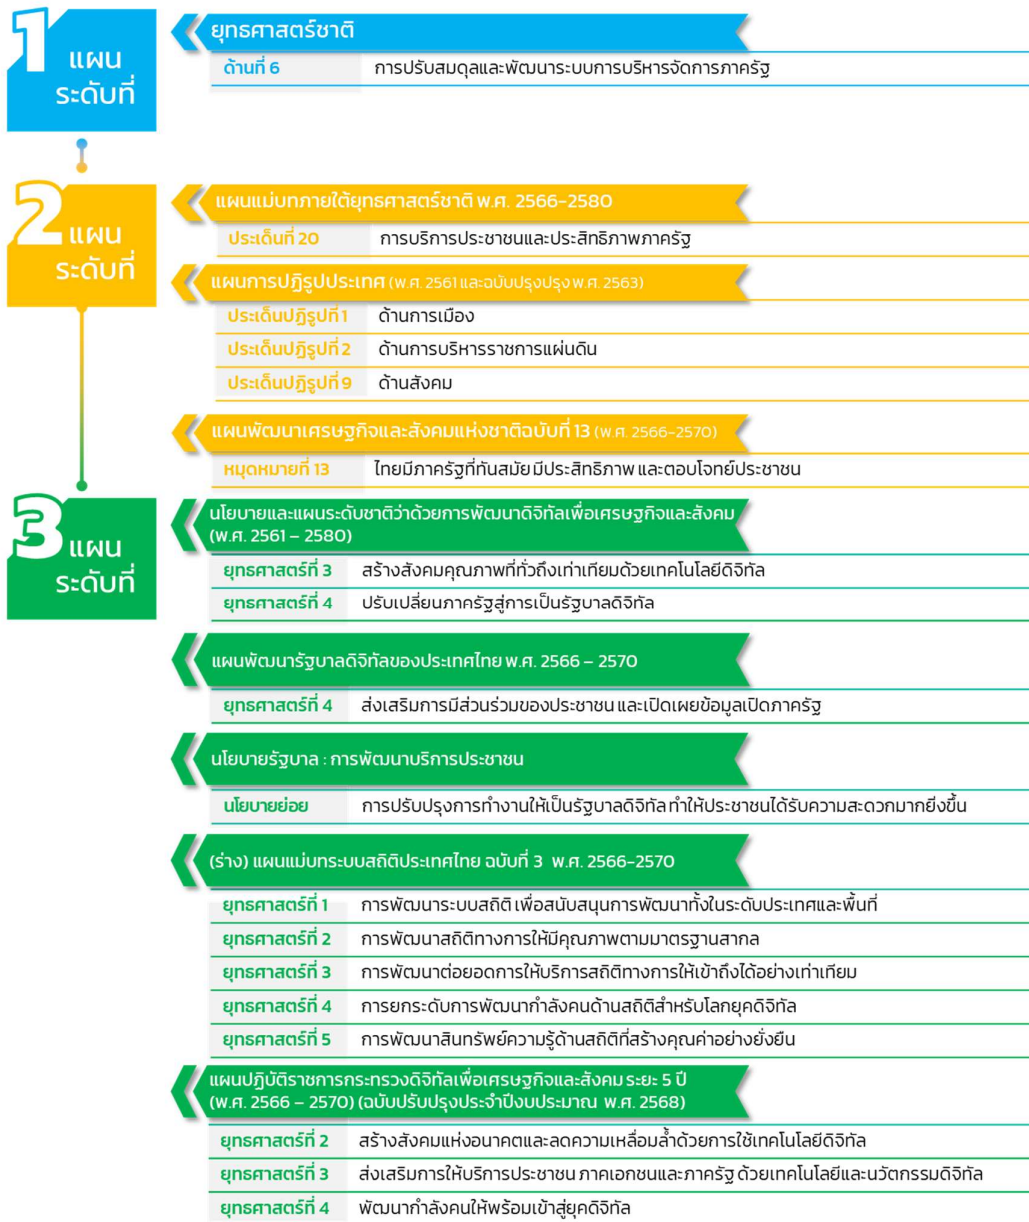 1 แผน
ระดับที่
ยุทธศาสตร์ชาติ
ด้านที่ 6 การปรับสมดุลและพัฒนาระบบการบริหารจัดการภาครัฐ
2 แผน
ระดับที่
แผนแม่บทภายใต้ยุทธศาสตร์ชาติ พ.ศ. 2566-2580
ประเด็นที่ 20 การบริการประชาชนและประสิทธิภาพภาครัฐ
แผนการปฏิรูปประเทศ (พ.ศ. 2561 และฉบับปรุงปรุง พ.ศ. 2563)
ประเด็นปฏิรูปที่ 1 ด้านการเมือง
ประเด็นปฏิรูปที่ 2 ด้านการบริหารราชการแผ่นดิน
ประเด็นปฏิรูปที่ 9 ด้านสังคม
แผนพัฒนาเศรษฐกิจและสังคมแห่งชาติฉบับที่ 13 (พ.ศ. 2566-2570)
หมุดหมายที่ 13 ไทยมีภาครัฐที่ทันสมัย มีประสิทธิภาพ และตอบโจทย์ประชาชน
3 แผน
ระดับที่
นโยบายและแผนระดับชาติว่าด้วยการพัฒนาดิจิทัลเพื่อเศรษฐกิจและสังคม
(พ.ศ. 2561 – 2580)
ยุทธศาสตร์ที่ 3 สร้างสังคมคุณภาพที่ทั่วถึงเท่าเทียมด้วยเทคโนโลยีดิจิทัล
ยุทธศาสตร์ที่ 4 ปรับเปลี่ยนภาครัฐสู่การเป็นรัฐบาลดิจิทัล
แผนพัฒนารัฐบาลดิจิทัลของประเทศไทย พ.ศ. 2566 – 2570
ยุทธศาสตร์ที่ 4 ส่งเสริมการมีส่วนร่วมของประชาชน และเปิดเผยข้อมูลเปิดภาครัฐ
นโยบายรัฐบาล : การพัฒนาบริการประชาชน
นโยบายย่อย การปรับปรุงการทำงานให้เป็นรัฐบาลดิจิทัล ทำให้ประชาชนได้รับความสะดวกมากยิ่งขึ้น
(ร่าง) แผนแม่บทระบบสถิติประเทศไทย ฉบับที่ 3 พ.ศ. 2566-2570
ยุทธศาสตร์ที่ 1 การพัฒนาระบบสถิติ เพื่อสนับสนุนการพัฒนาทั้งในระดับประเทศและพื้นที่
ยุทธศาสตร์ที่ 2 การพัฒนาสถิติทางการให้มีคุณภาพตามมาตรฐานสากล
ยุทธศาสตร์ที่ 3 การพัฒนาต่อยอดการให้บริการสถิติทางการให้เข้าถึงได้อย่างเท่าเทียม
ยุทธศาสตร์ที่ 4 การยกระดับการพัฒนากำลังคนด้านสถิติสำหรับโลกยุคดิจิทัล
ยุทธศาสตร์ที่ 5 การพัฒนาสินทรัพย์ความรู้ด้านสถิติที่สร้างคุณค่าอย่างยั่งยืน
แผนปฏิบัติราชการกระทรวงดิจิทัลเพื่อเศรษฐกิจและสังคม ระยะ 5 ปี
(พ.ศ. 2566 – 2570) (ฉบับปรับปรุงประจำปีงบประมาณ พ.ศ. 2568)
ยุทธศาสตร์ที่ 2 สร้างสังคมแห่งอนาคตและลดความเหลื่อมล้ำด้วยการใช้เทคโนโลยีดิจิทัล
ยุทธศาสตร์ที่ 3 ส่งเสริมการให้บริการประชาชน ภาคเอกชนและภาครัฐ ด้วยเทคโนโลยีและนวัตกรรมดิจิทัล
ยุทธศาสตร์ที่ 4 พัฒนากำลังคนให้พร้อมเข้าสู่ยุคดิจิทัล